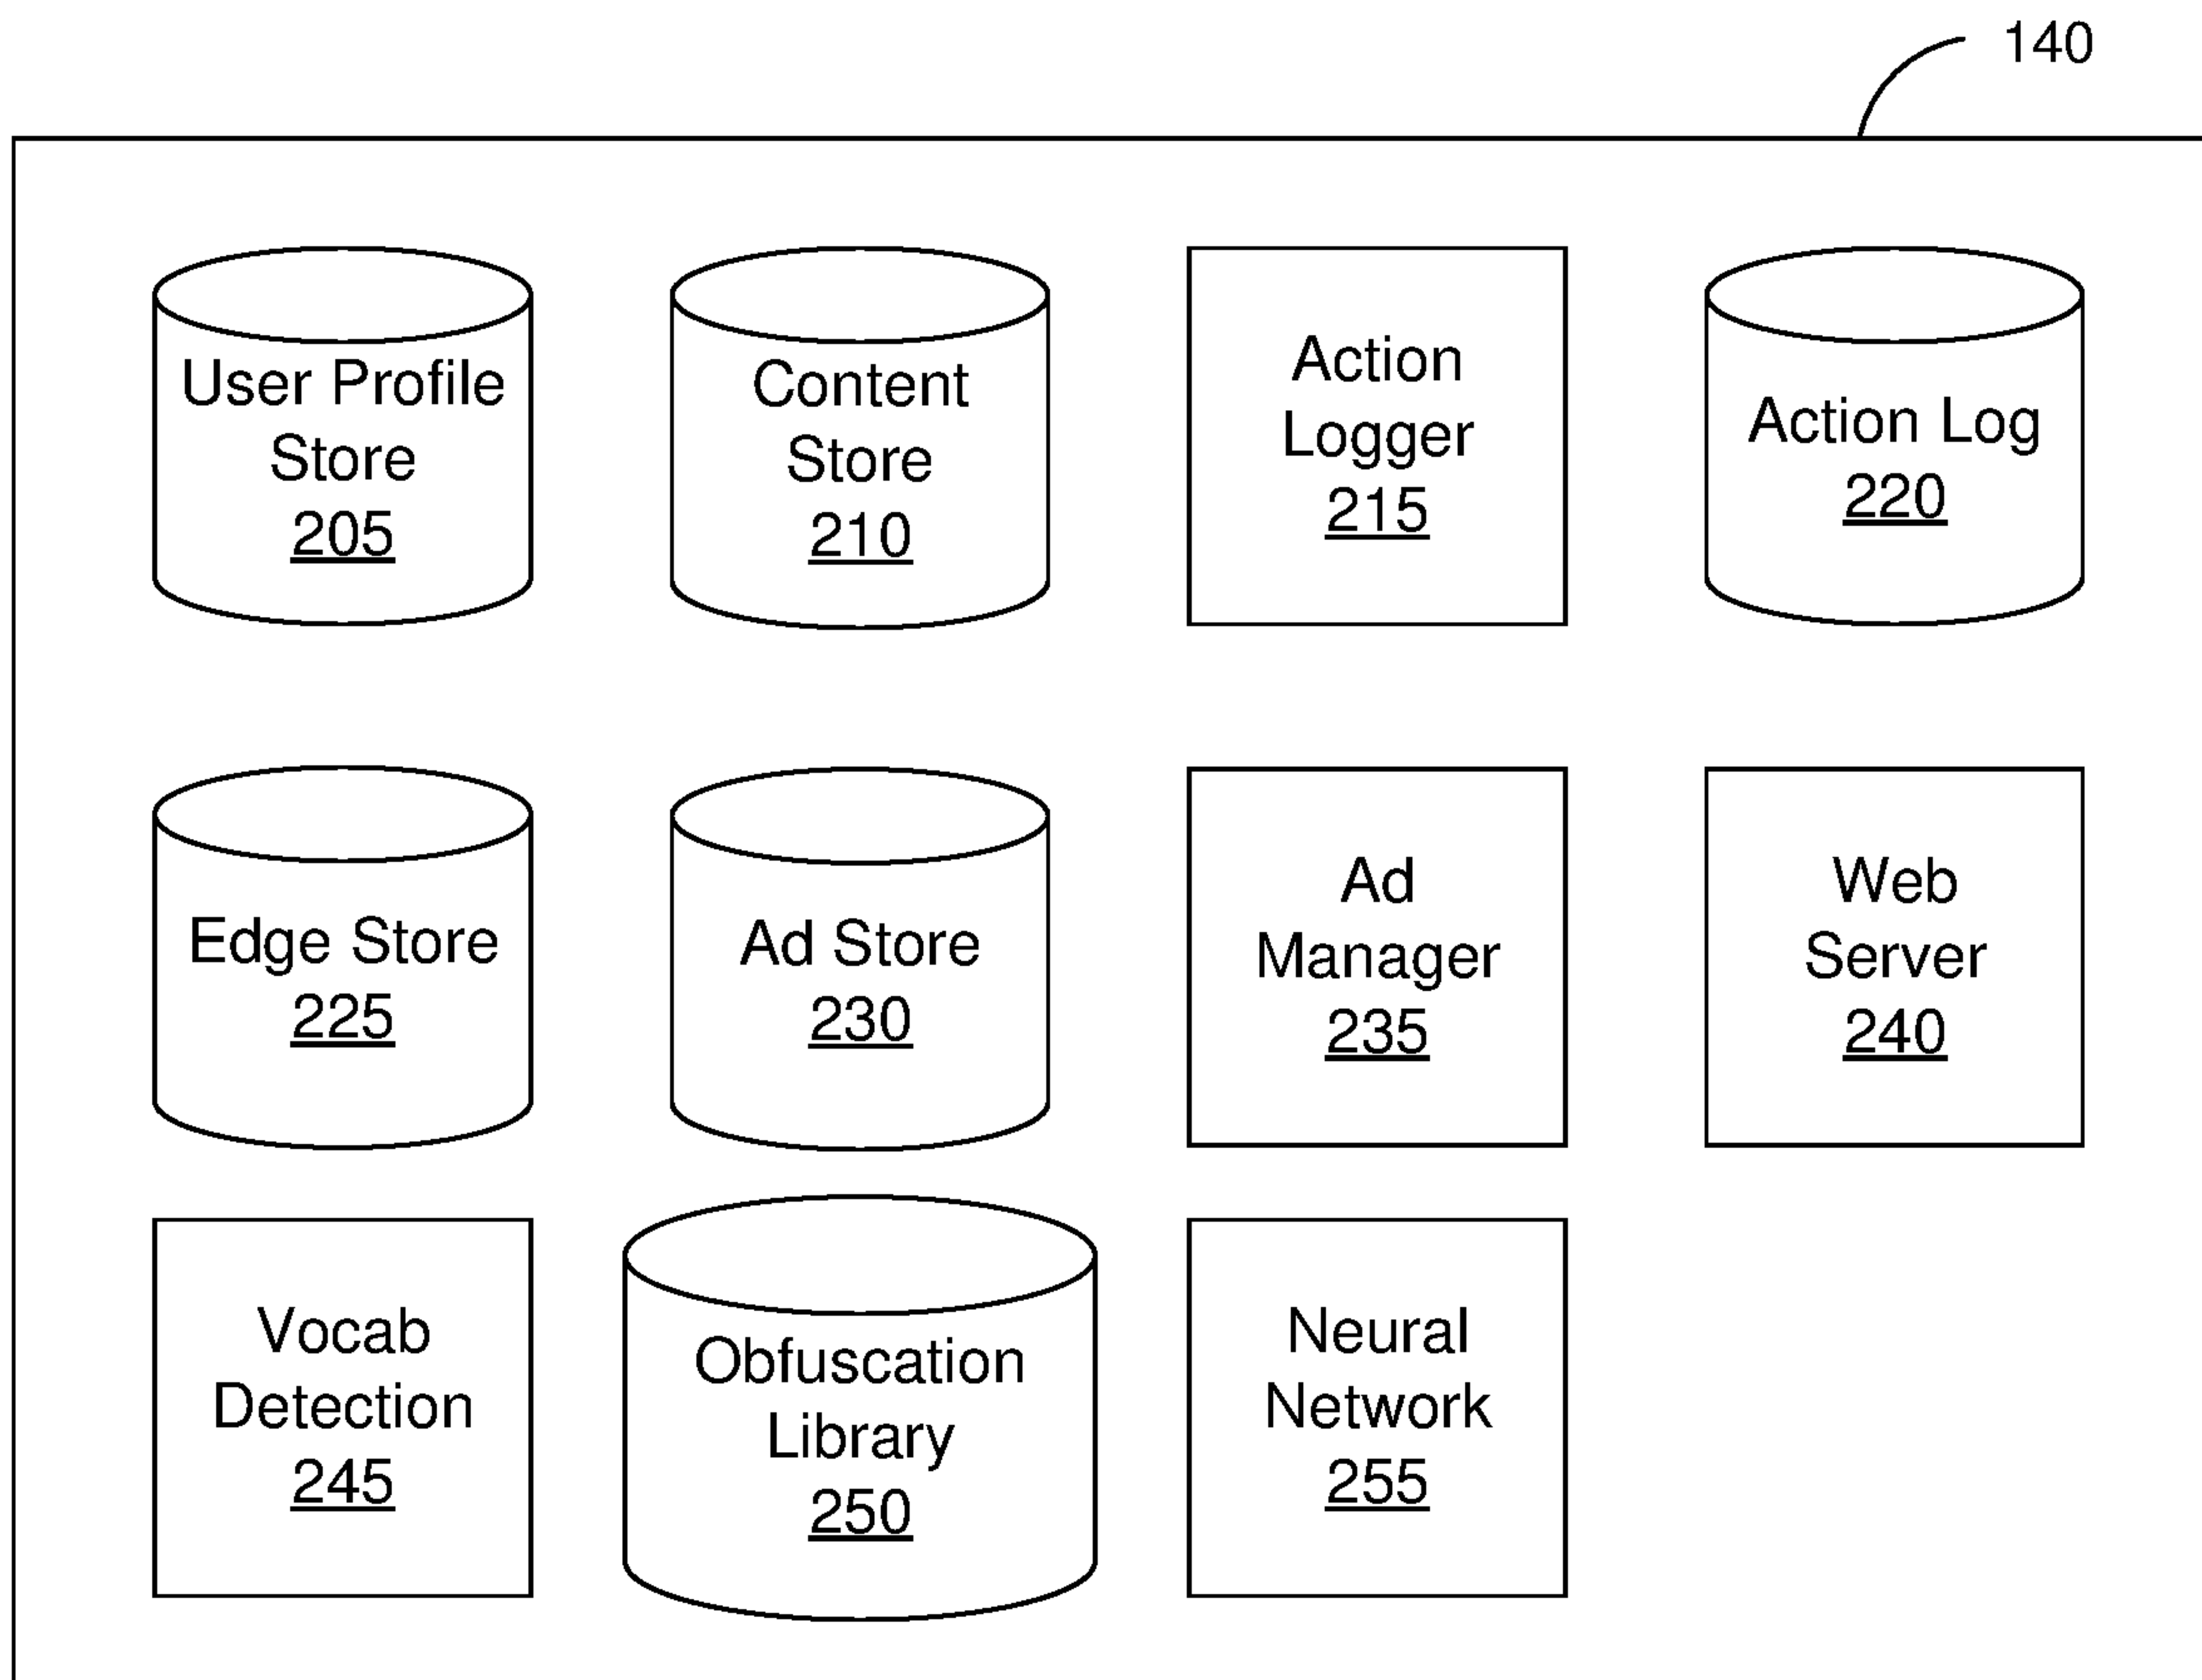 140
User Profile
Store
205
Content
Store
210
Action
Logger
215
Action Log
220
Edge Store
225
Ad Store
230
Ad
Manager
235
Web
Server
240
Vocab
Detection
245
Obfuscation
Library
250
Neural
Network
255